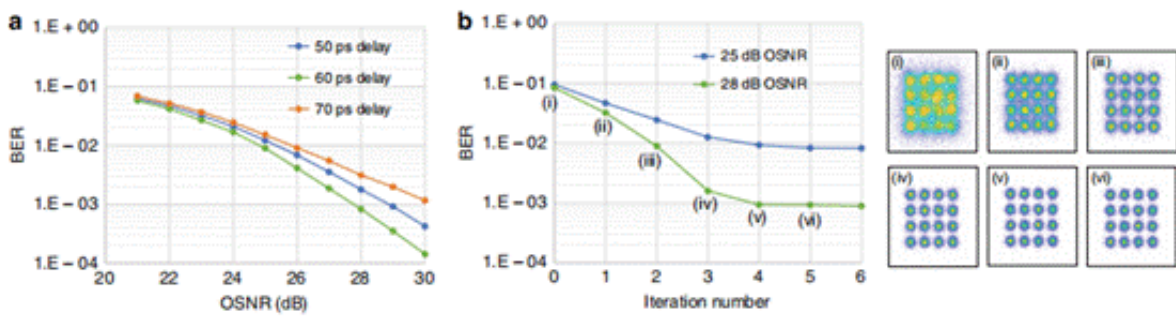 a
1.E + 00
1.E − 01
1.E − 02
1.E − 03
1.E − 04
BER
50 ps delay
60 ps delay
70 ps delay
20 22 24 26 28 30
OSNR (dB)
b
1.E + 00
1.E − 01
1.E − 02
1.E − 03
1.E − 04
BER
25 dB OSNR
28 dB OSNR
(i)
(ii)
(iii)
(iv)
(v)
(vi)
0 1 2 3 4 5 6
Iteration number
(i) (ii) (iii)
(iv) (v) (vi)